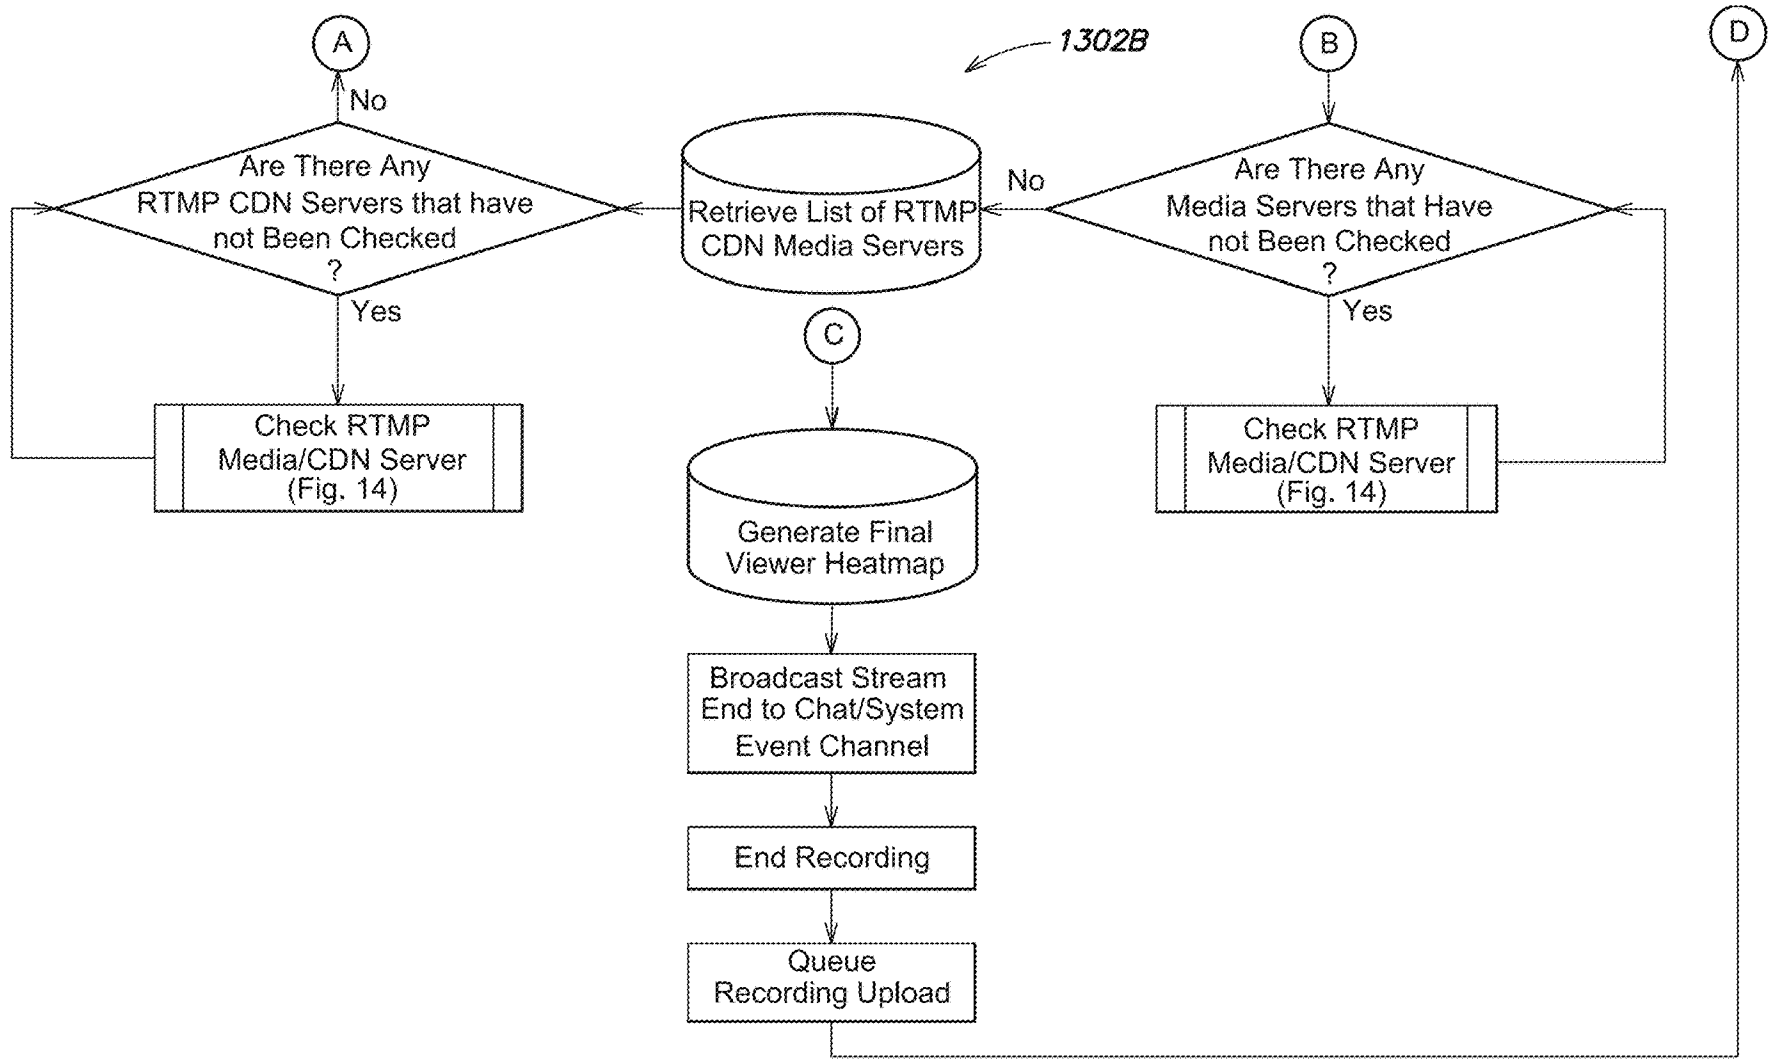 A
1302B
B
D
No
Are There Any
RTMP CDN Servers that have
not Been Checked
?
Yes
Retrieve List of RTMP
CDN Media Servers
No
Are There Any
Media Servers that Have
not Been Checked
?
Yes
C
Check RTMP
Media/CDN Server
(Fig. 14)
Check RTMP
Media/CDN Server
(Fig. 14)
Generate Final
Viewer Heatmap
Broadcast Stream
End to Chat/System
Event Channel
End Recording
Queue
Recording Upload